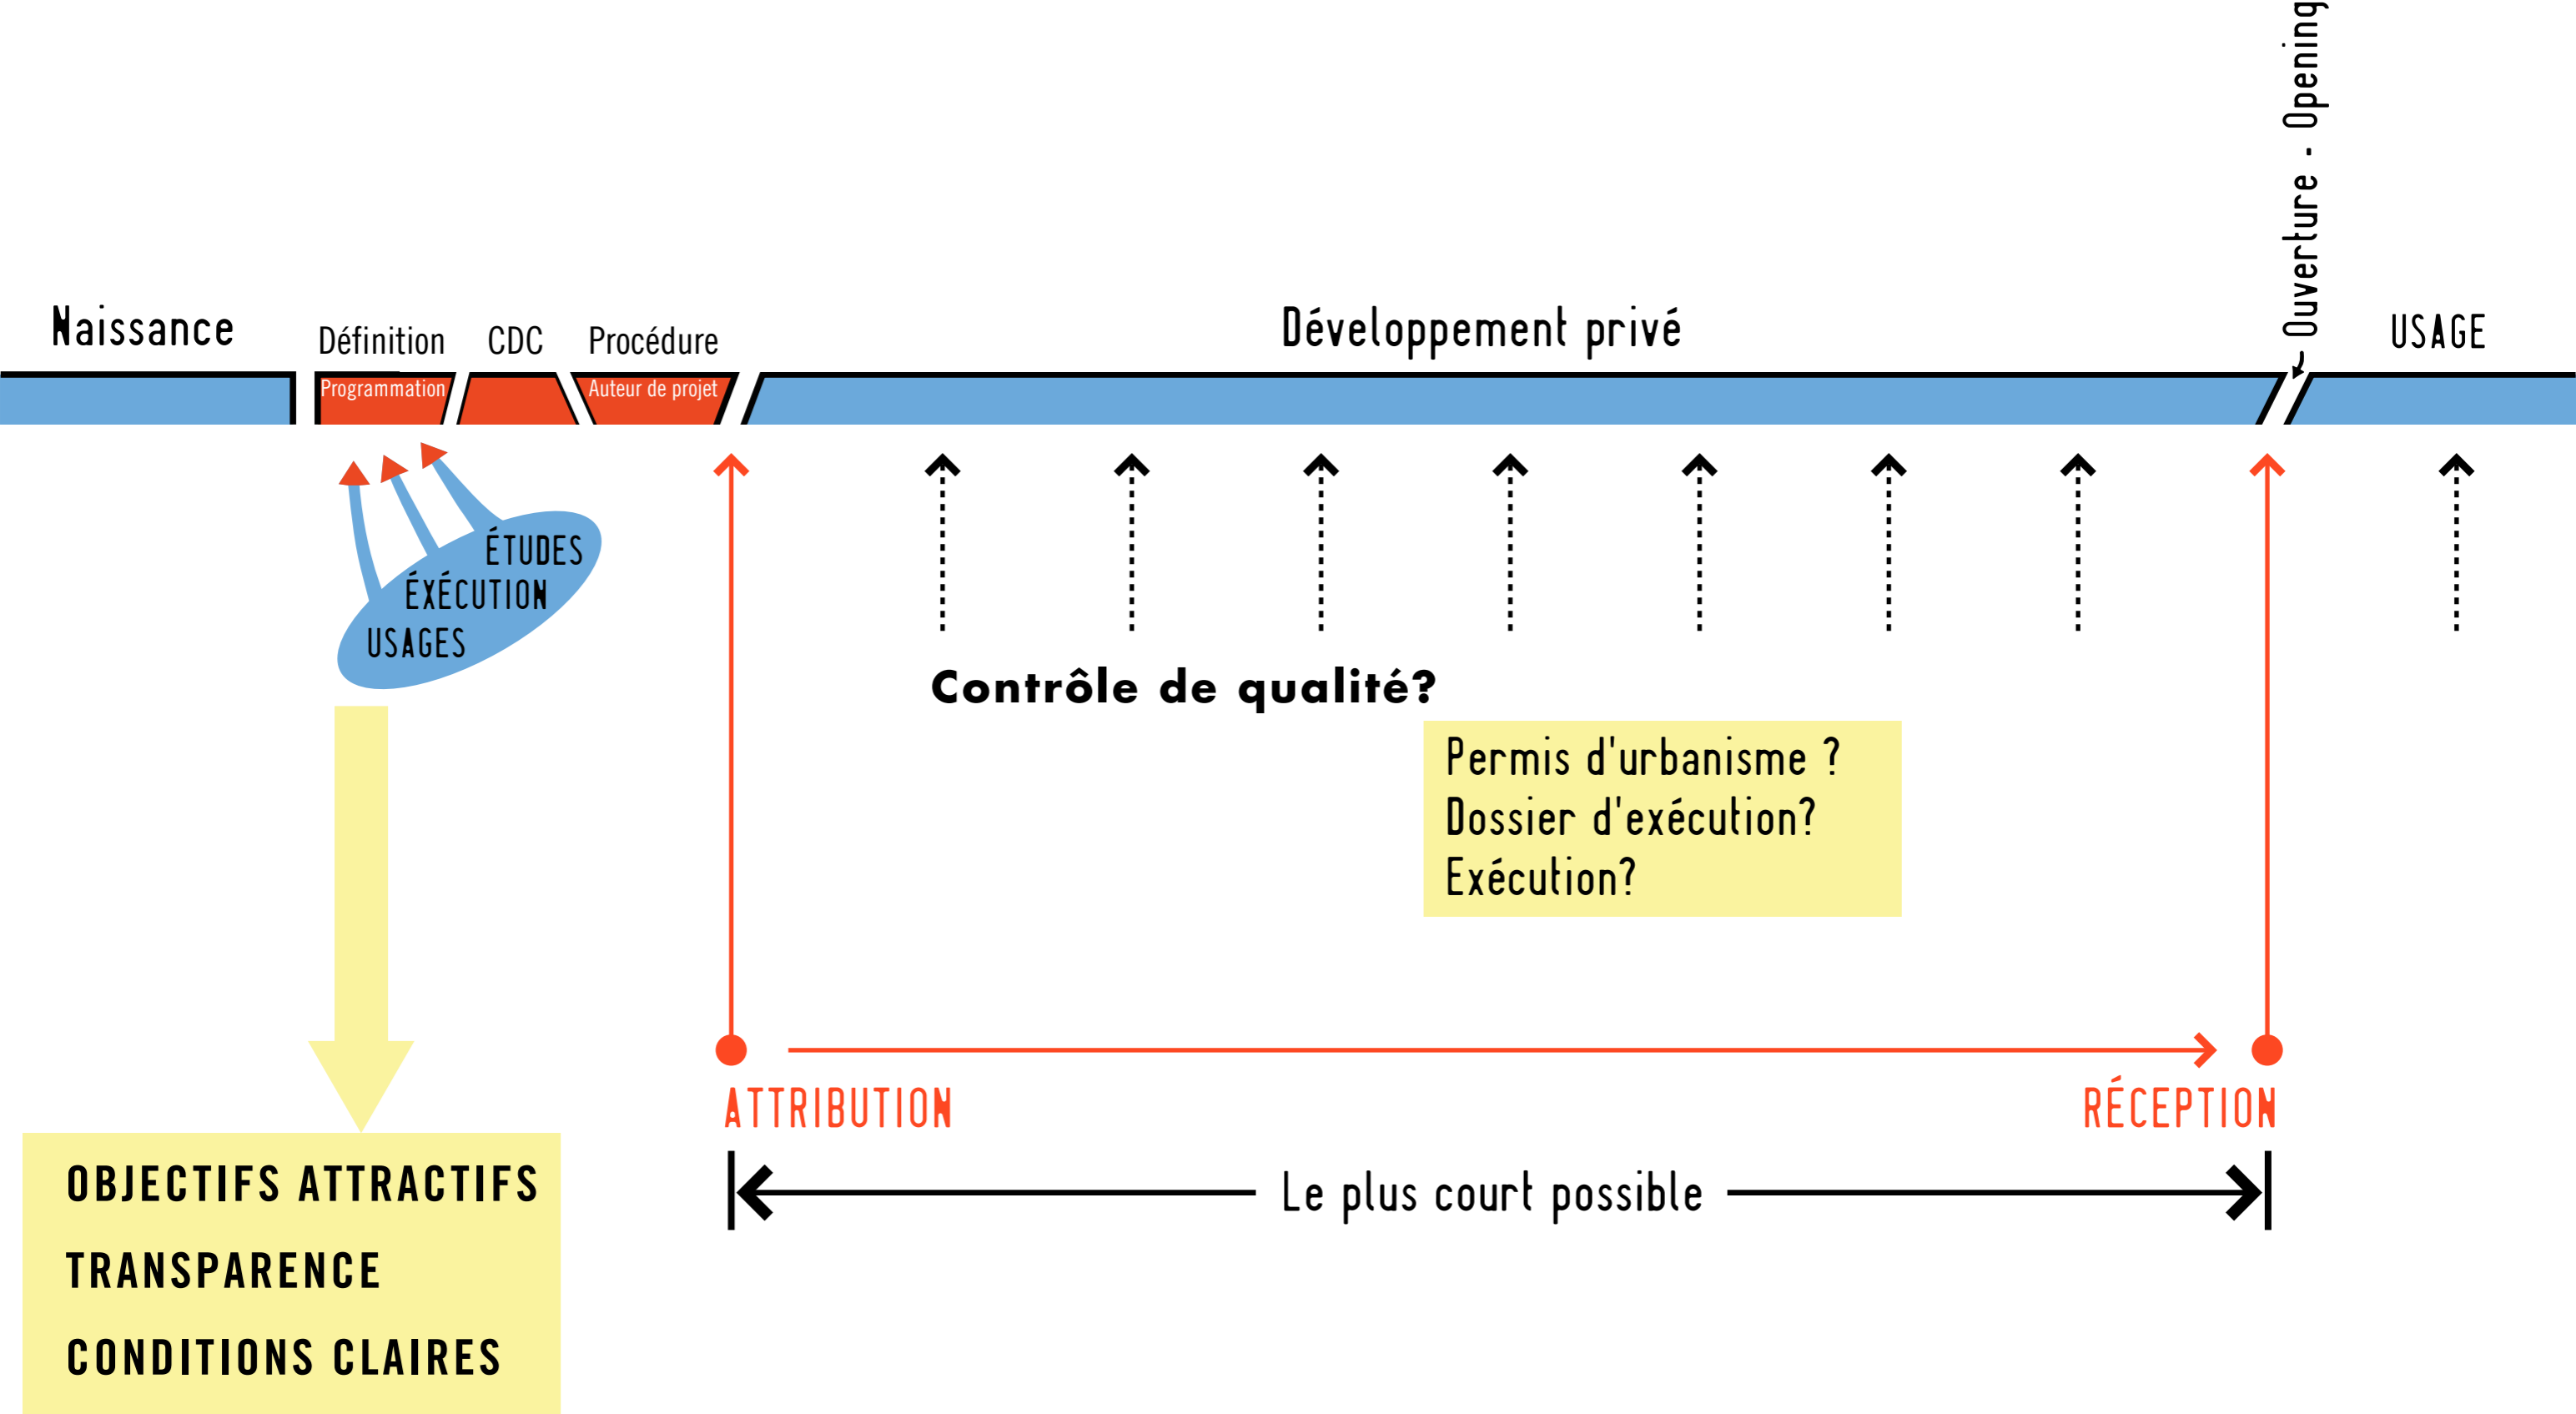 Ouverture - Opening
Naissance
Définition
CDC
Procédure
Développement privé
USAGE
Programmation
Auteur de projet
ÉTUDES
ÉXÉCUTION
USAGES
Contrôle de qualité?
Permis d'urbanisme ?
Dossier d'exécution?
Exécution?
ATTRIBUTION
RÉCEPTION
Le plus court possible
OBJECTIFS ATTRACTIFS
TRANSPARENCE
CONDITIONS CLAIRES